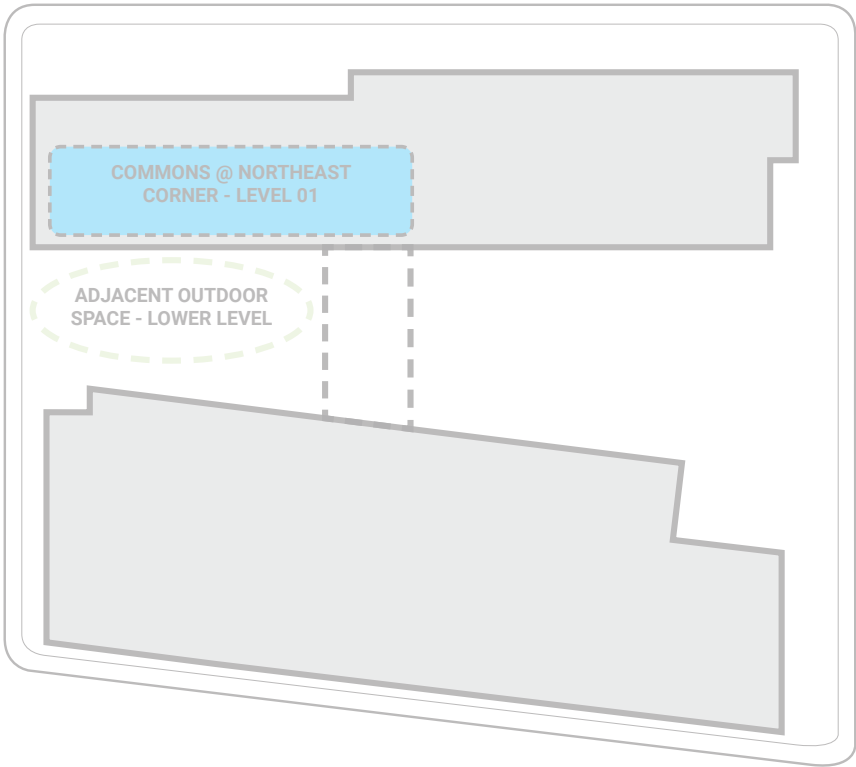 COMMONS @ NORTHEAST
CORNER - LEVEL 01
ADJACENT OUTDOOR
SPACE - LOWER LEVEL